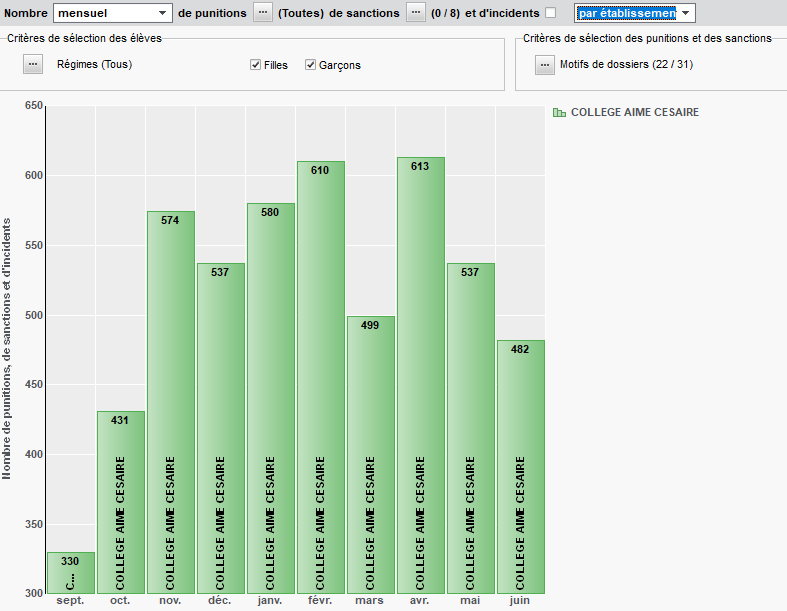 Nombre mensuel de punitions ... (Toutes) de sanctions ... (0 / 8) et d'incidents par établissemen
Critères de sélection des élèves
... Régimes (Tous) Filles Garçons
Critères de sélection des punitions et des sanctions
... Motifs de dossiers (22 / 31)
COLLEGE AIME CESAIRE
Nombre de punitions, de sanctions et d'incidents
650
600
550
500
450
400
350
300
330
431
574
537
580
610
499
613
537
482
C...
COLLEGE AIME CESAIRE
COLLEGE AIME CESAIRE
COLLEGE AIME CESAIRE
COLLEGE AIME CESAIRE
COLLEGE AIME CESAIRE
COLLEGE AIME CESAIRE
COLLEGE AIME CESAIRE
COLLEGE AIME CESAIRE
COLLEGE AIME CESAIRE
sept. oct. nov. déc. janv. févr. mars avr. mai juin